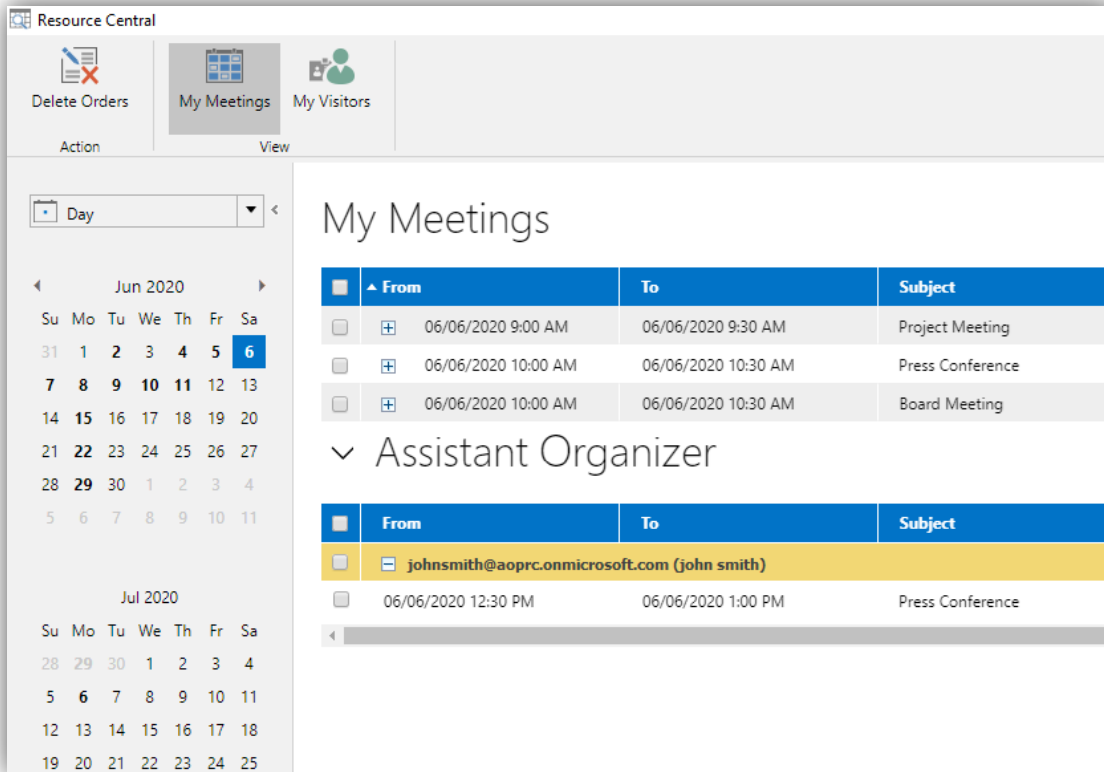 Resource Central
Delete Orders
My Meetings
My Visitors
Action
View
Day
Jun 2020
Su Mo Tu We Th Fr Sa
31 1 2 3 4 5 6
7 8 9 10 11 12 13
14 15 16 17 18 19 20
21 22 23 24 25 26 27
28 29 30 1 2 3 4
5 6 7 8 9 10 11
Jul 2020
Su Mo Tu We Th Fr Sa
28 29 30 1 2 3 4
5 6 7 8 9 10 11
12 13 14 15 16 17 18
19 20 21 22 23 24 25
My Meetings
From To Subject
06/06/2020 9:00 AM 06/06/2020 9:30 AM Project Meeting
06/06/2020 10:00 AM 06/06/2020 10:30 AM Press Conference
06/06/2020 10:00 AM 06/06/2020 10:30 AM Board Meeting
Assistant Organizer
From To Subject
johnsmith@aoprc.onmicrosoft.com (john smith)
06/06/2020 12:30 PM 06/06/2020 1:00 PM Press Conference